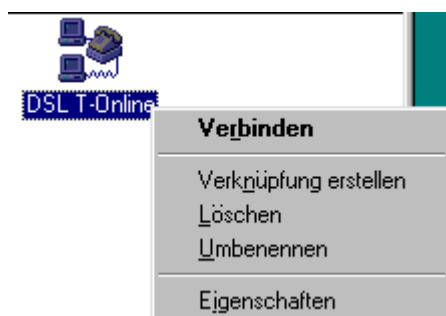 DSL T-Online
Verbinden
Verknüpfung erstellen
Löschen
Umbenennen
Eigenschaften